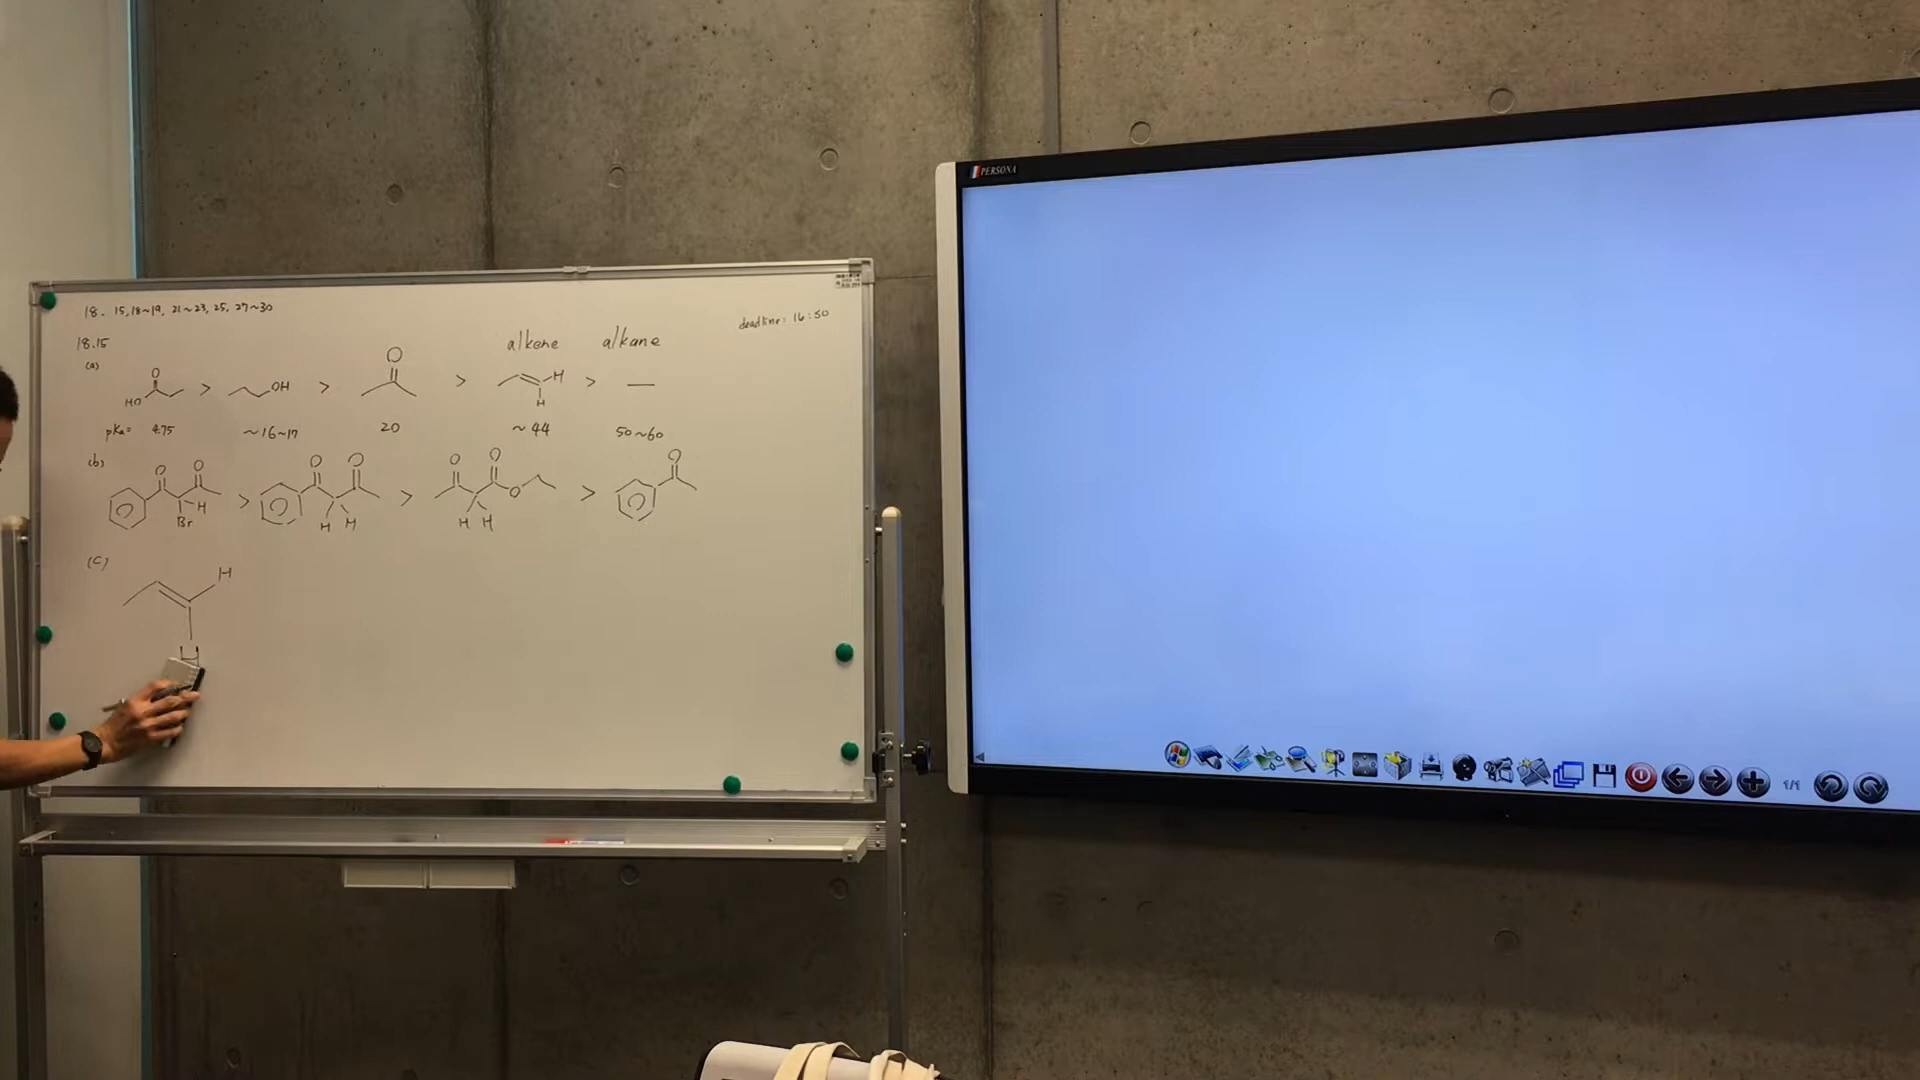 18. 15, 18~19, 21~23, 25, 27~30
deadline: 16:50
18.15
alkene alkane
(a)
O
O
HO > OH > > H >
H
pKa= 4.75 ~16~17 20 ~44 50~60
(b)
O O O O O O O
H > > O >
Br H H H H
(c)
H
H
PERSONA
1/1